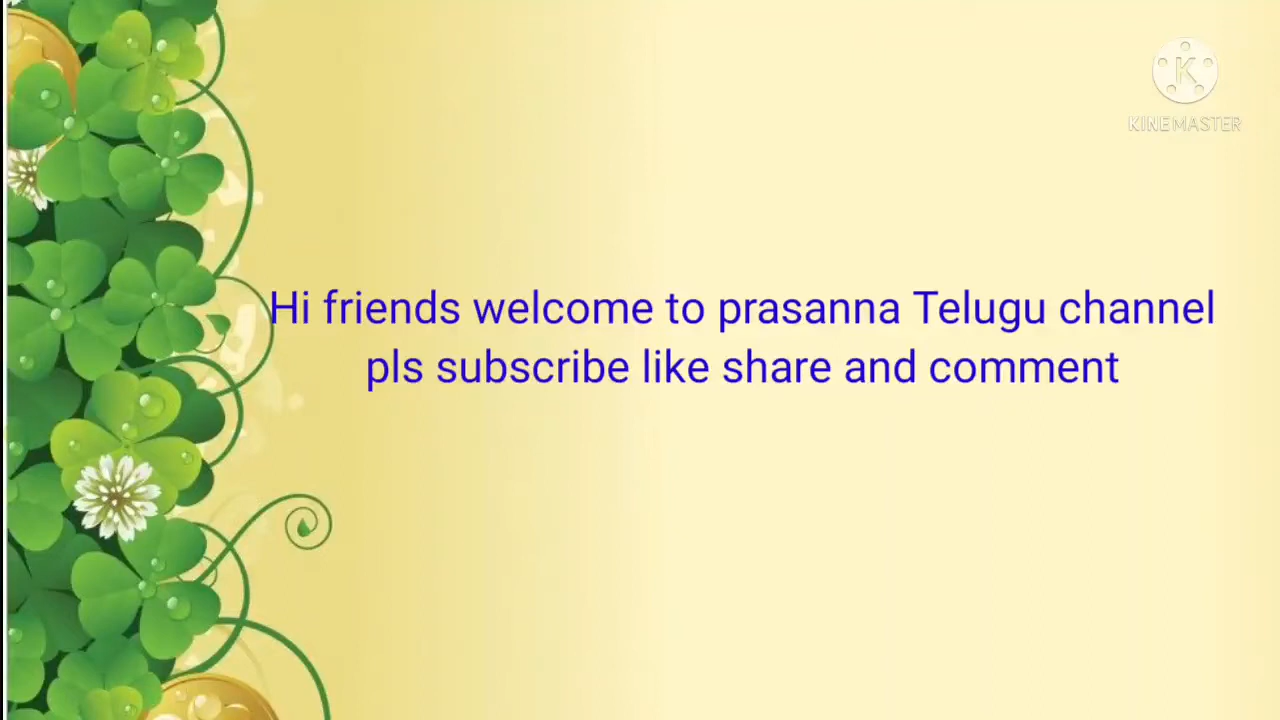 K
KINEMASTER
Hi friends welcome to prasanna Telugu channel
pls subscribe like share and comment